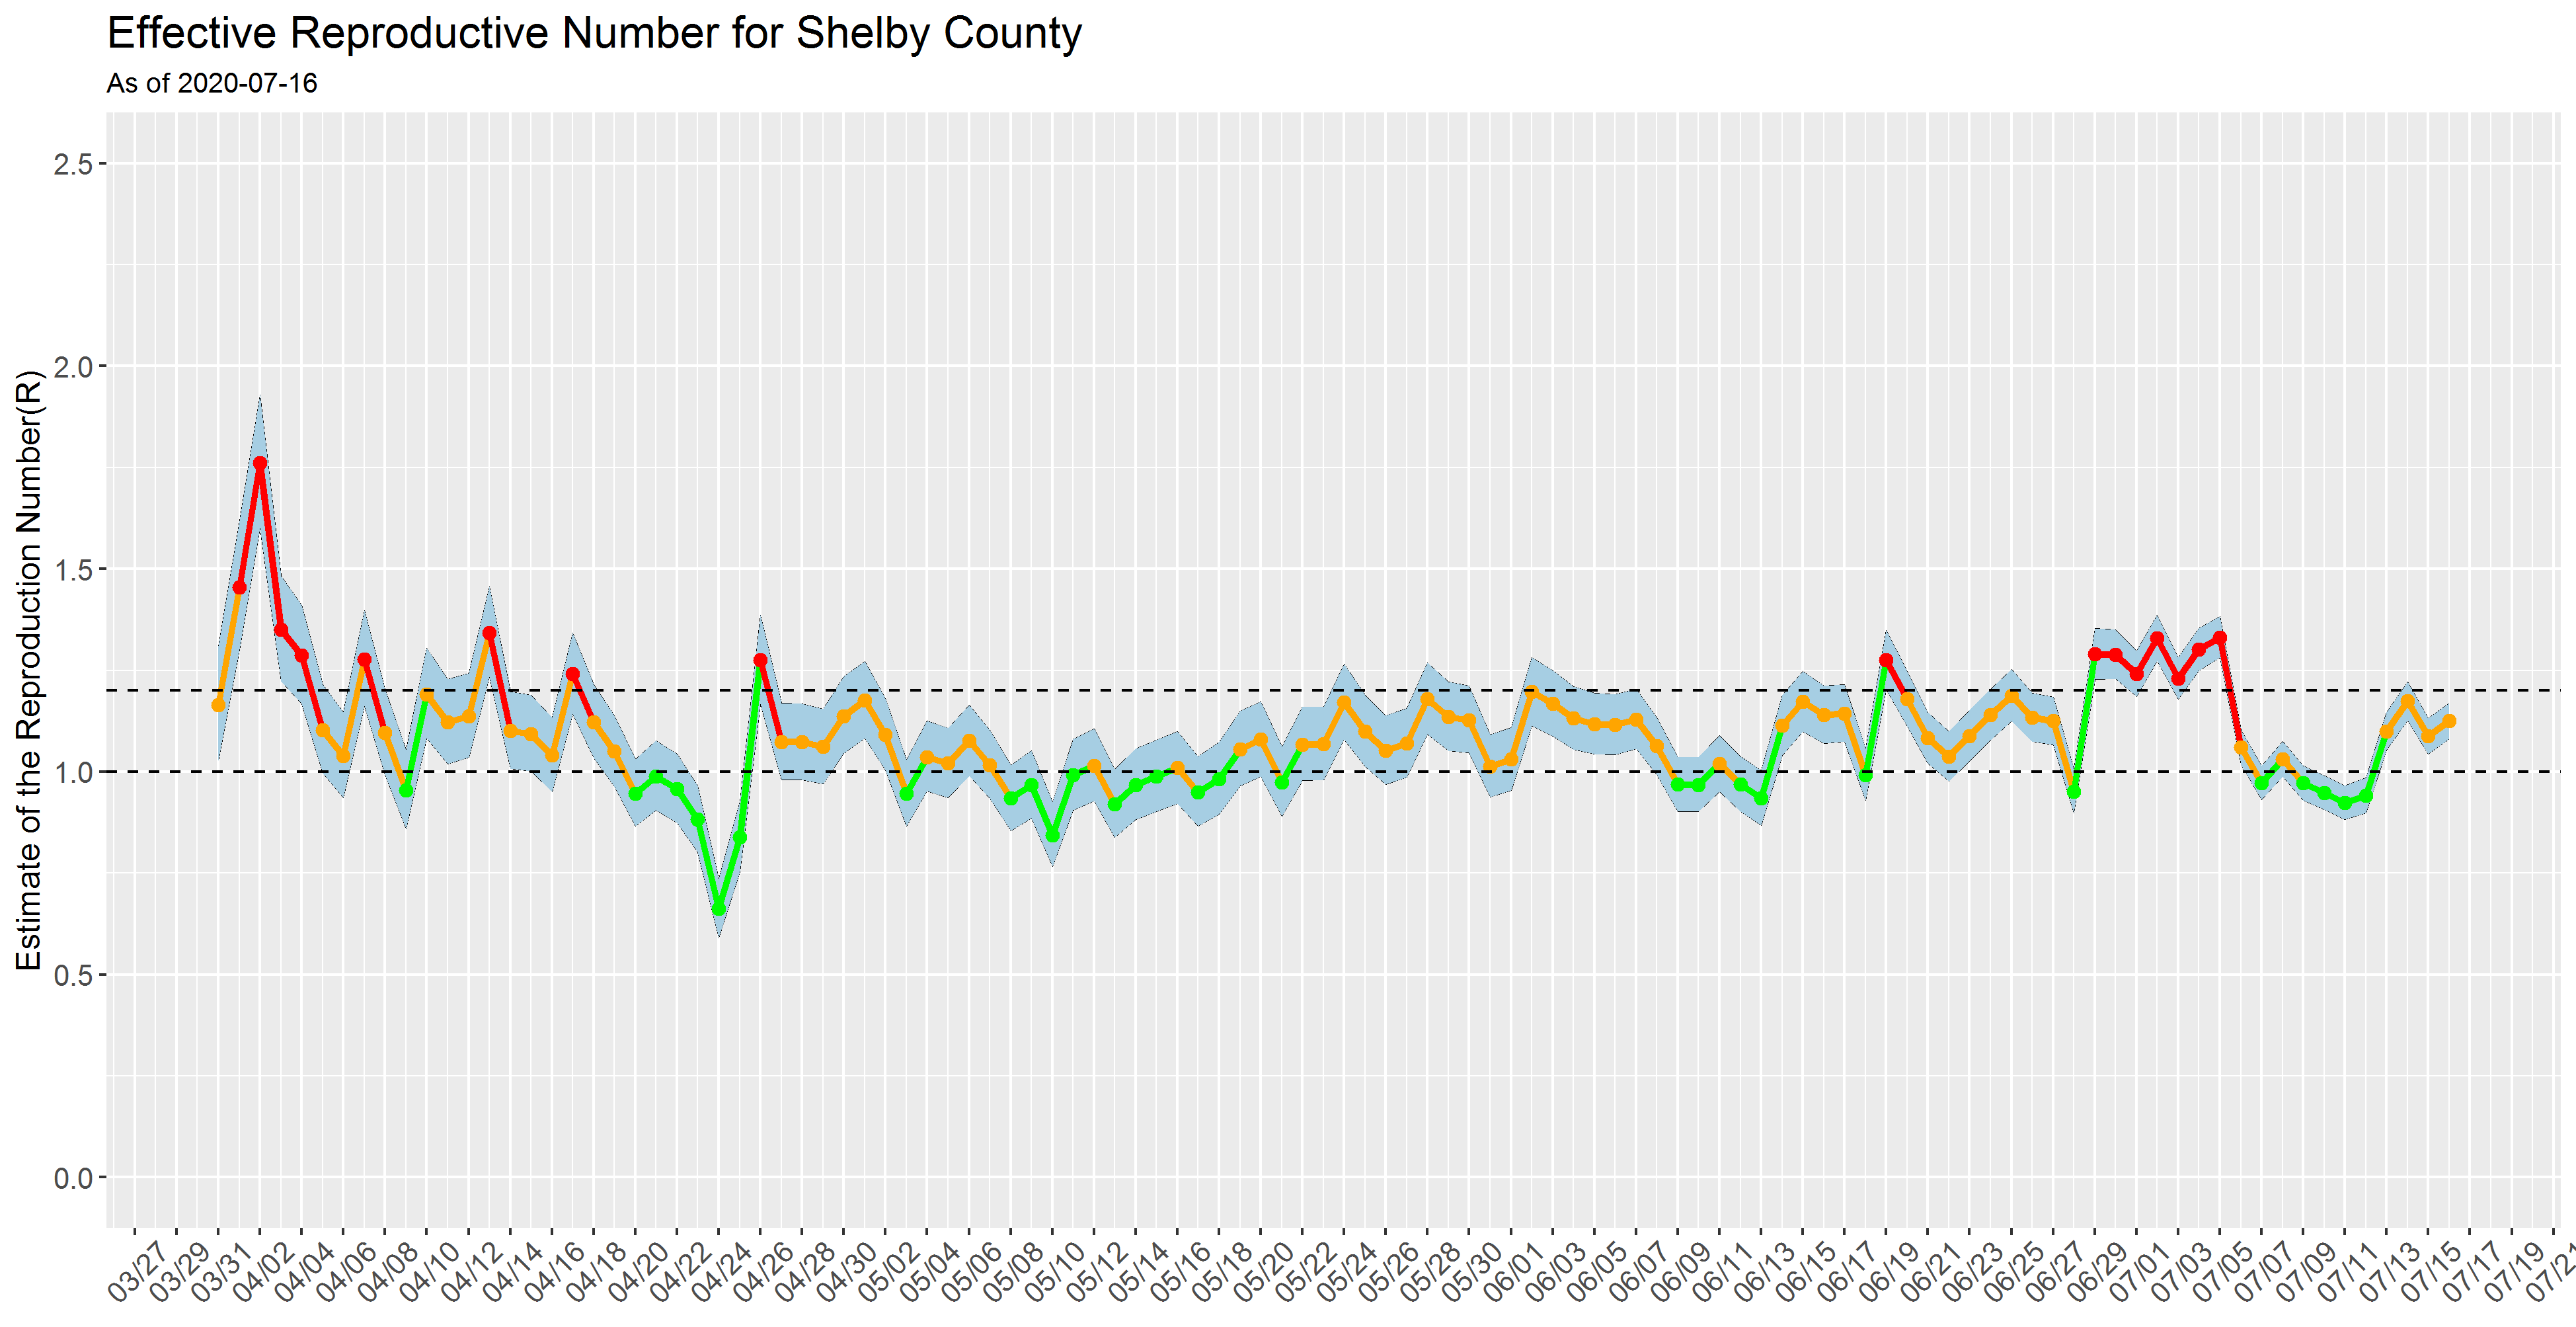 Effective Reproductive Number for Shelby County
As of 2020-07-16
Estimate of the Reproduction Number(R)
2.5
2.0
1.5
1.0
0.5
0.0
03/27 03/29 03/31 04/02 04/04 04/06 04/08 04/10 04/12 04/14 04/16 04/18 04/20 04/22 04/24 04/26 04/28 04/30 05/02 05/04 05/06 05/08 05/10 05/12 05/14 05/16 05/18 05/20 05/22 05/24 05/26 05/28 05/30 06/01 06/03 06/05 06/07 06/09 06/11 06/13 06/15 06/17 06/19 06/21 06/23 06/25 06/27 06/29 07/01 07/03 07/05 07/07 07/09 07/11 07/13 07/15 07/17 07/19 07/21